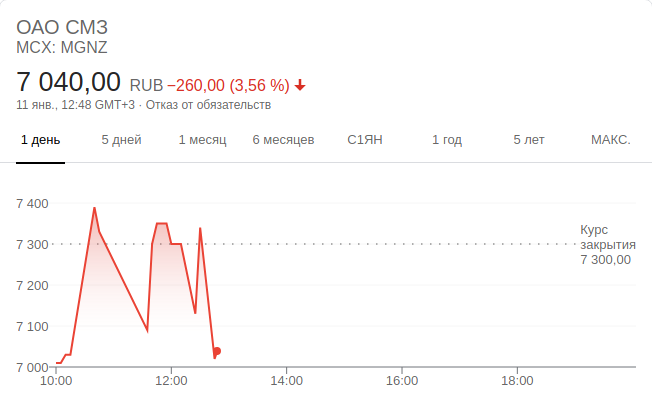 ОАО СМЗ
MCX: MGNZ
7 040,00 RUB −260,00 (3,56 %)
11 янв., 12:48 GMT+3 · Отказ от обязательств
1 день 5 дней 1 месяц 6 месяцев С1ЯН 1 год 5 лет МАКС.
7 400
7 300
7 200
7 100
7 000
Курс
закрытия
7 300,00
10:00 12:00 14:00 16:00 18:00